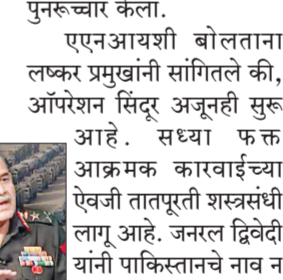 पुनरूच्चार केला.
एएनआयशी बोलताना
लष्कर प्रमुखांनी सांगितले की,
ऑपरेशन सिंदूर अजूनही सुरू
आहे. सध्या फक्त
आक्रमक कारवाईच्या
ऐवजी तातपूरती शस्त्रसंधी
लागू आहे. जनरल द्विवेदी
यांनी पाकिस्तानचे नाव न